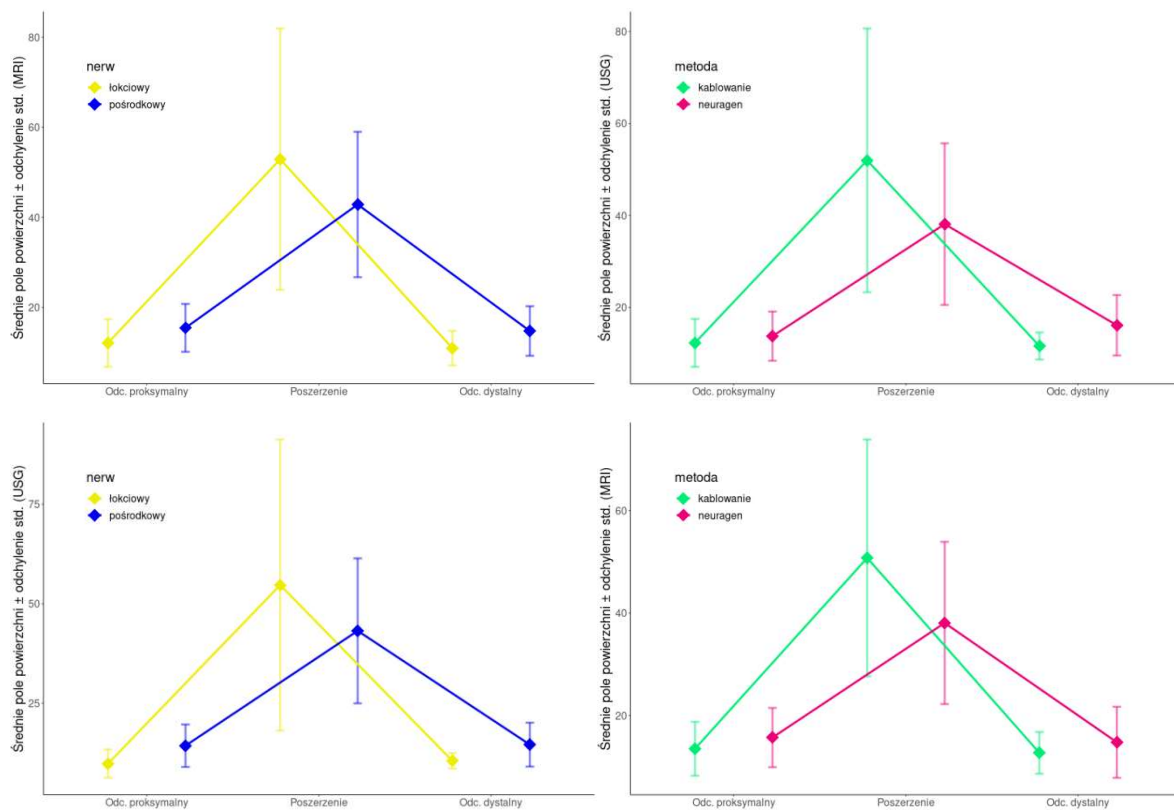 Średnie pole powierzchni ± odchylenie std. (MRI)
80
60
40
20
nerw
łokciowy
pośrodkowy
Odc. proksymalny
Poszerzenie
Odc. dystalny
Średnie pole powierzchni ± odchylenie std. (USG)
80
60
40
20
metoda
kablowanie
neuragen
Odc. proksymalny
Poszerzenie
Odc. dystalny
Średnie pole powierzchni ± odchylenie std. (USG)
75
50
25
nerw
łokciowy
pośrodkowy
Odc. proksymalny
Poszerzenie
Odc. dystalny
Średnie pole powierzchni ± odchylenie std. (MRI)
60
40
20
metoda
kablowanie
neuragen
Odc. proksymalny
Poszerzenie
Odc. dystalny